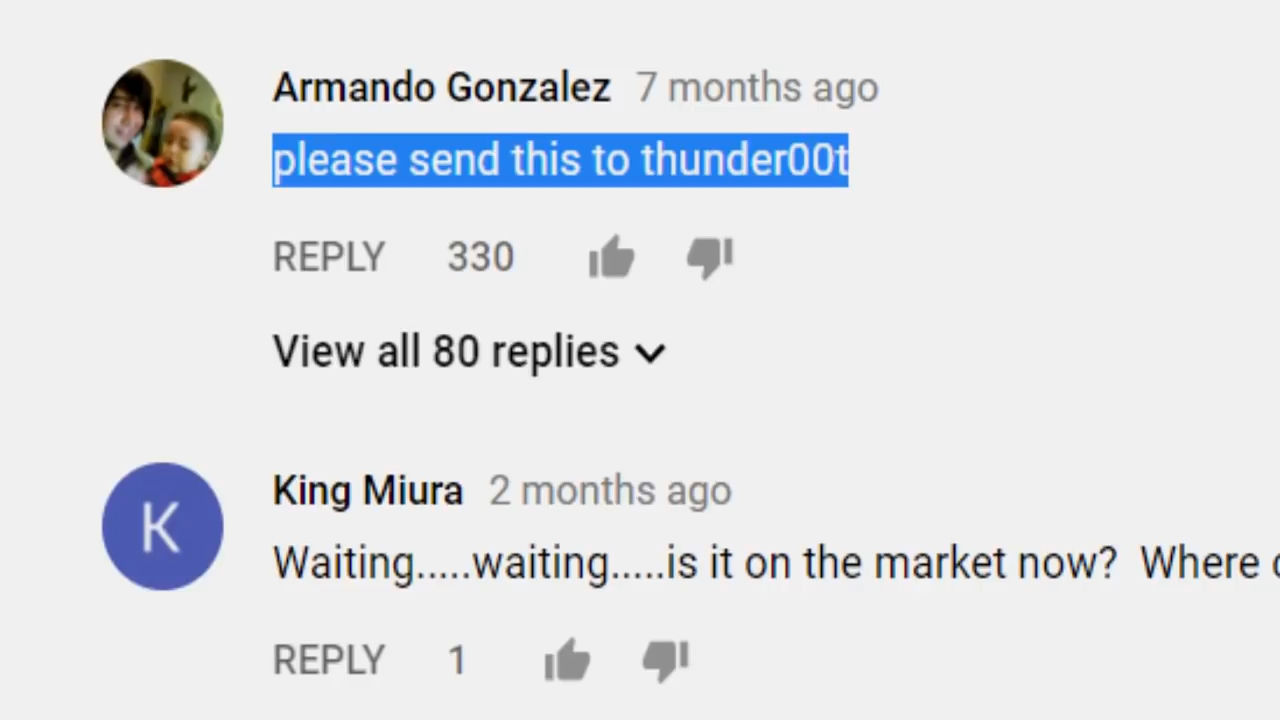 Armando Gonzalez 7 months ago
please send this to thunder00t
REPLY 330
View all 80 replies
K
King Miura 2 months ago
Waiting.....waiting.....is it on the market now?  Where
REPLY 1